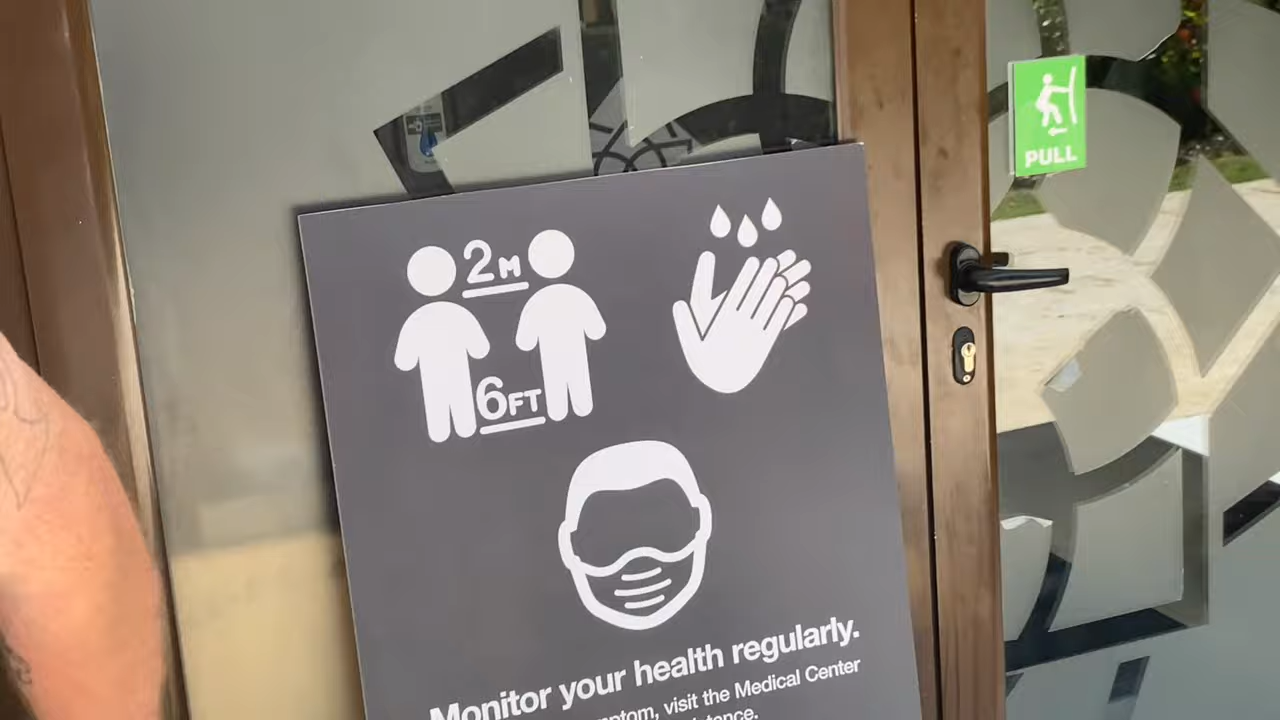 PULL
2M
6FT
Monitor your health regularly.
visit the Medical Center